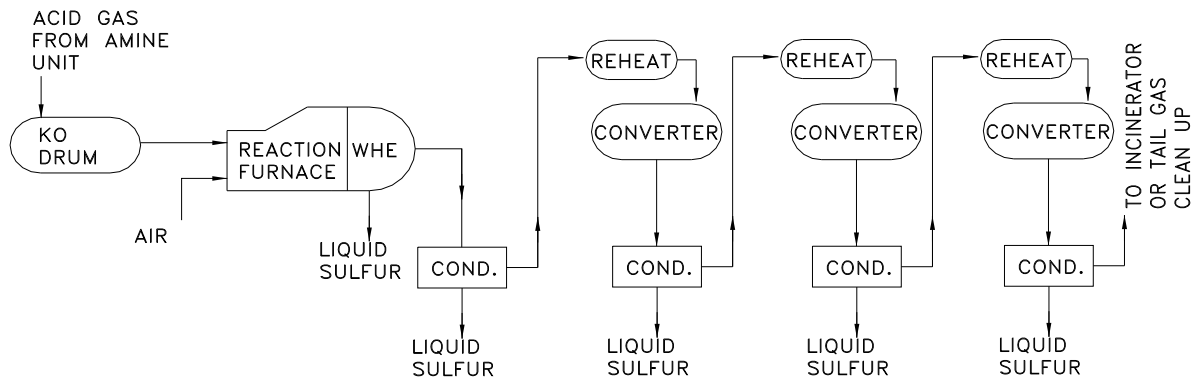 ACID GAS
FROM AMINE
UNIT
KO
DRUM
AIR
REACTION
FURNACE
WHE
LIQUID
SULFUR
COND.
LIQUID
SULFUR
REHEAT
CONVERTER
COND.
LIQUID
SULFUR
REHEAT
CONVERTER
COND.
LIQUID
SULFUR
REHEAT
CONVERTER
COND.
LIQUID
SULFUR
TO INCINERATOR
OR TAIL GAS
CLEAN UP